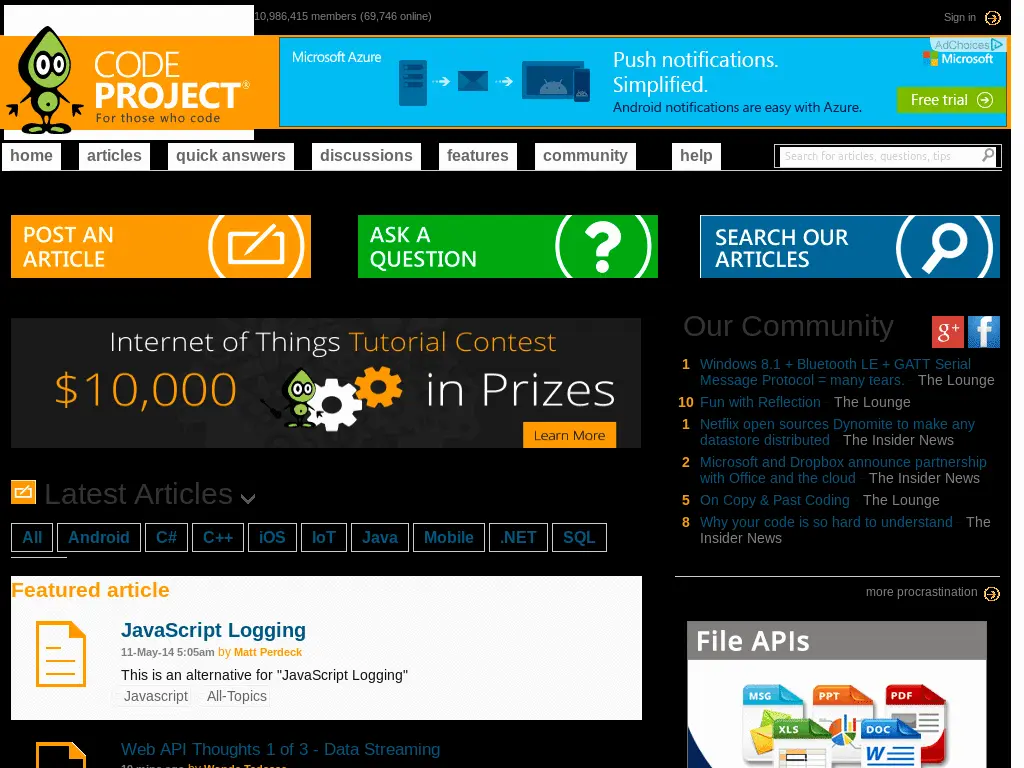 10,986,415 members (69,746 online)
Sign in
CODE
PROJECT®
For those who code
Microsoft Azure
Push notifications.
Simplified.
Android notifications are easy with Azure.
AdChoices
Microsoft
Free trial
home
articles
quick answers
discussions
features
community
help
Search for articles, questions, tips
POST AN
ARTICLE
ASK A
QUESTION
?
SEARCH OUR
ARTICLES
Internet of Things Tutorial Contest
$10,000 in Prizes
Learn More
Our Community
g+
f
1 Windows 8.1 + Bluetooth LE + GATT Serial
Message Protocol = many tears. The Lounge
10 Fun with Reflection The Lounge
1 Netflix open sources Dynomite to make any
datastore distributed The Insider News
2 Microsoft and Dropbox announce partnership
with Office and the cloud The Insider News
5 On Copy & Past Coding The Lounge
8 Why your code is so hard to understand The
Insider News
more procrastination
Latest Articles
All
Android
C#
C++
iOS
IoT
Java
Mobile
.NET
SQL
Featured article
JavaScript Logging
11-May-14 5:05am by Matt Perdeck
This is an alternative for "JavaScript Logging"
Javascript All-Topics
Web API Thoughts 1 of 3 - Data Streaming
File APIs
MSG
PPT
PDF
XLS
DOC
W